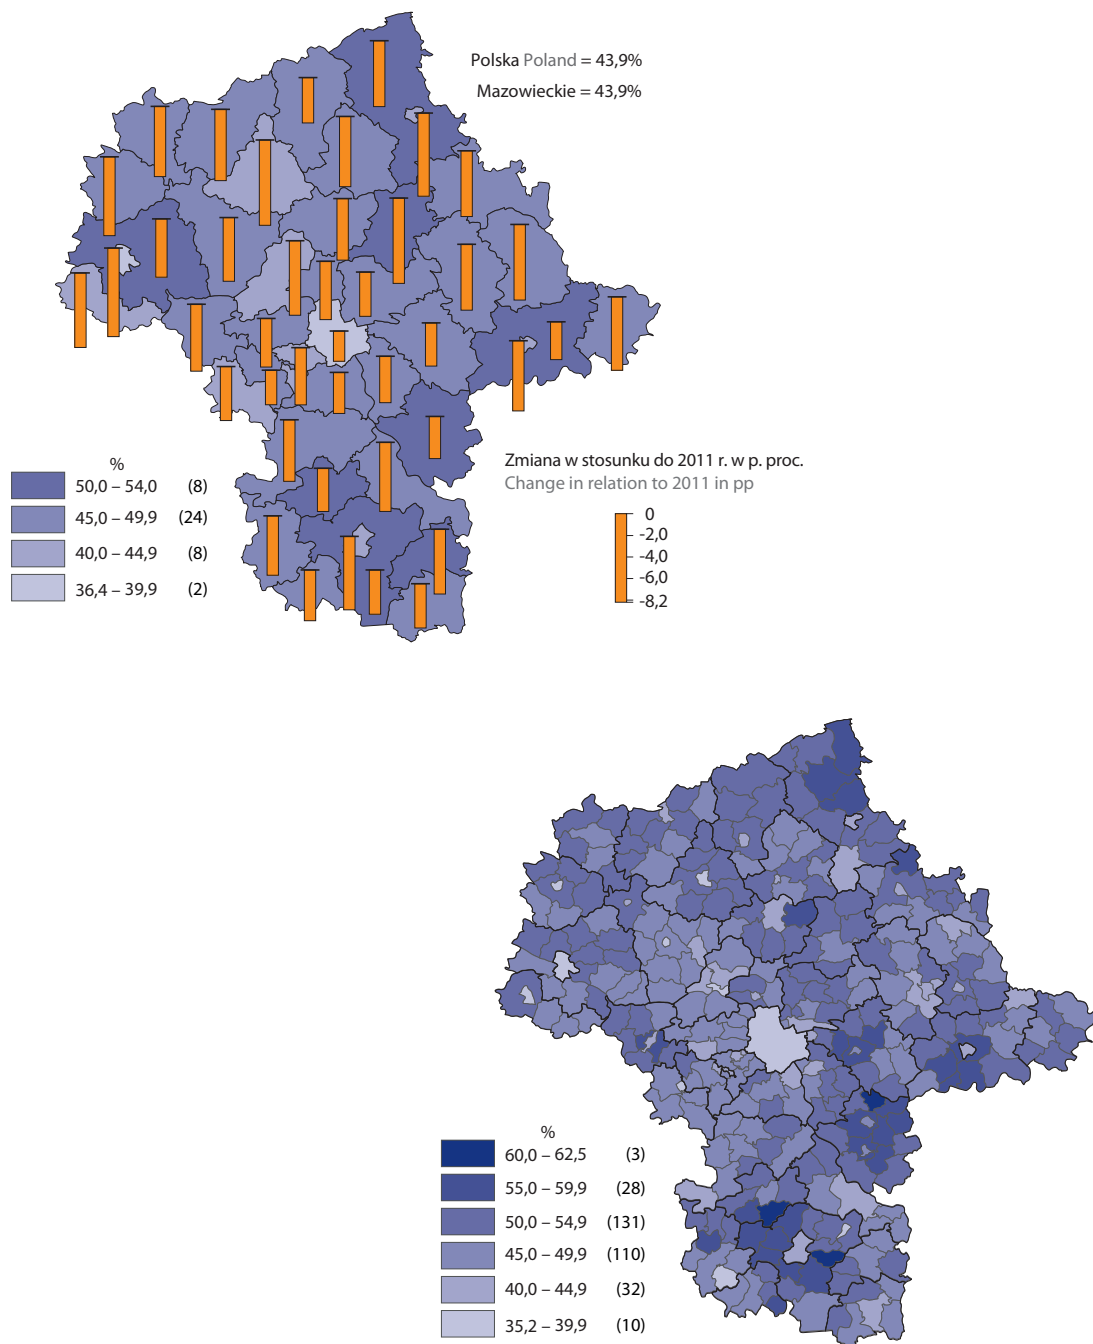 Polska Poland = 43,9%
Mazowieckie = 43,9%
%
50,0 – 54,0 (8)
45,0 – 49,9 (24)
40,0 – 44,9 (8)
36,4 – 39,9 (2)
Zmiana w stosunku do 2011 r. w p. proc.
Change in relation to 2011 in pp
0
-2,0
-4,0
-6,0
-8,2
%
60,0 – 62,5 (3)
55,0 – 59,9 (28)
50,0 – 54,9 (131)
45,0 – 49,9 (110)
40,0 – 44,9 (32)
35,2 – 39,9 (10)